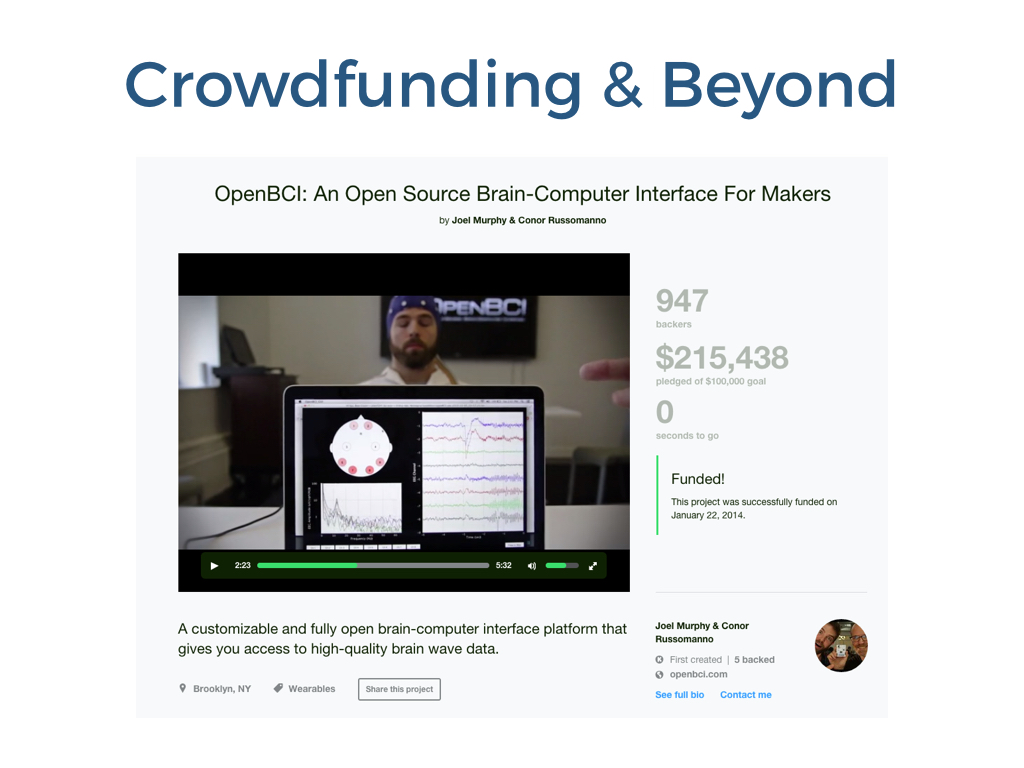 Crowdfunding & Beyond
OpenBCI: An Open Source Brain-Computer Interface For Makers
by Joel Murphy & Conor Russomanno
OPENBCI
947
backers
$215,438
pledged of $100,000 goal
0
seconds to go
Funded!
This project was successfully funded on
January 22, 2014.
2:23
5:32
A customizable and fully open brain-computer interface platform that
gives you access to high-quality brain wave data.
Brooklyn, NY
Wearables
Share this project
Joel Murphy & Conor
Russomanno
First created | 5 backed
openbci.com
See full bio
Contact me